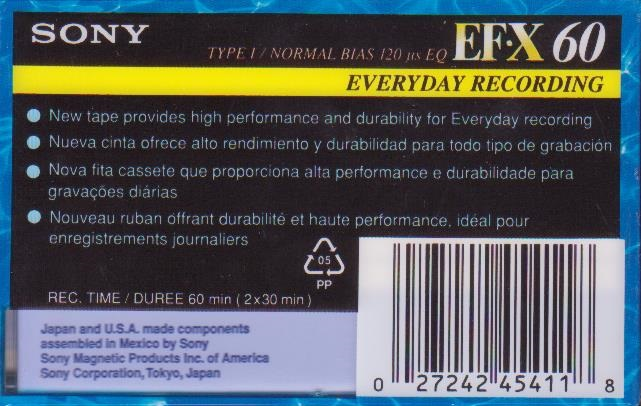 SONY
TYPE I / NORMAL BIAS 120 µs EQ EF·X 60
EVERYDAY RECORDING
New tape provides high performance and durability for Everyday recording
Nueva cinta ofrece alto rendimiento y durabilidad para todo tipo de grabación
Nova fita cassete que proporciona alta performance e durabilidade para
gravações diárias
Nouveau ruban offrant durabilité et haute performance, idéal pour
enregistrements journaliers
05
PP
REC. TIME / DUREE 60 min ( 2x30 min )
Japan and U.S.A. made components
assembled in Mexico by Sony
Sony Magnetic Products Inc. of America
Sony Corporation, Tokyo, Japan
0 27242 45411 8